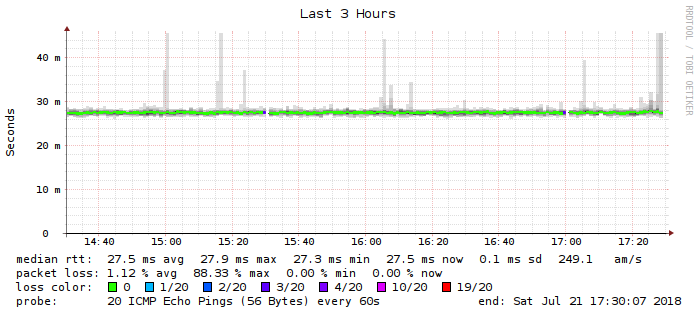 Last 3 Hours
RRDTOOL / TOBI OETIKER
Seconds
40 m
30 m
20 m
10 m
0
14:40 15:00 15:20 15:40 16:00 16:20 16:40 17:00 17:20
median rtt: 27.5 ms avg 27.9 ms max 27.3 ms min 27.5 ms now 0.1 ms sd 249.1 am/s
packet loss: 1.12 % avg 88.33 % max 0.00 % min 0.00 % now
loss color: 0 1/20 2/20 3/20 4/20 10/20 19/20
probe: 20 ICMP Echo Pings (56 Bytes) every 60s end: Sat Jul 21 17:30:07 2018